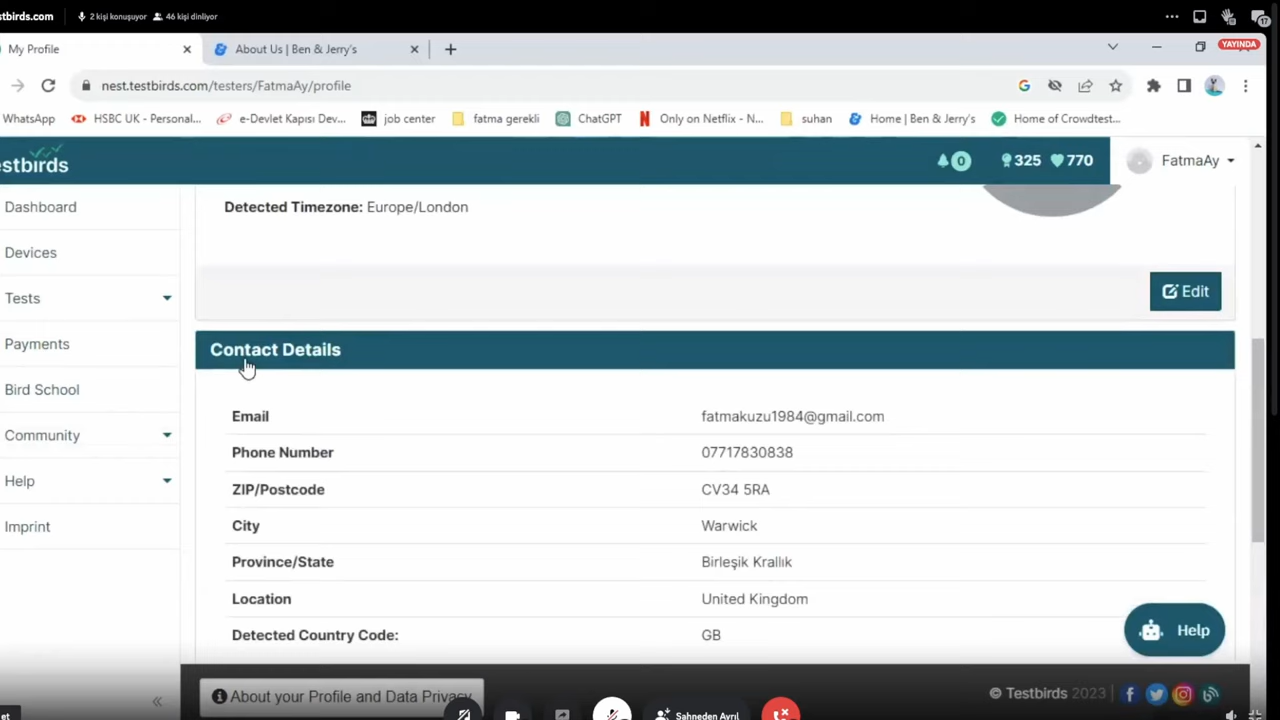 stbirds.com
2 kişi konuşuyor 46 kişi dinliyor
17
My Profile
About Us | Ben & Jerry's
YAYINDA
nest.testbirds.com/testers/FatmaAy/profile
WhatsApp
HSBC UK - Personal...
e-Devlet Kapısı Dev...
job center
fatma gerekli
ChatGPT
Only on Netflix - N...
suhan
Home | Ben & Jerry's
Home of Crowdtest...
estbirds
0
325
770
FatmaAy
Dashboard
Devices
Tests
Payments
Bird School
Community
Help
Imprint
Detected Timezone: Europe/London
Edit
Contact Details
Email fatmakuzu1984@gmail.com
Phone Number 07717830838
ZIP/Postcode CV34 5RA
City Warwick
Province/State Birleşik Krallık
Location United Kingdom
Detected Country Code: GB
Help
About your Profile and Data Privacy
© Testbirds 2023
et
Sahneden Ayrıl